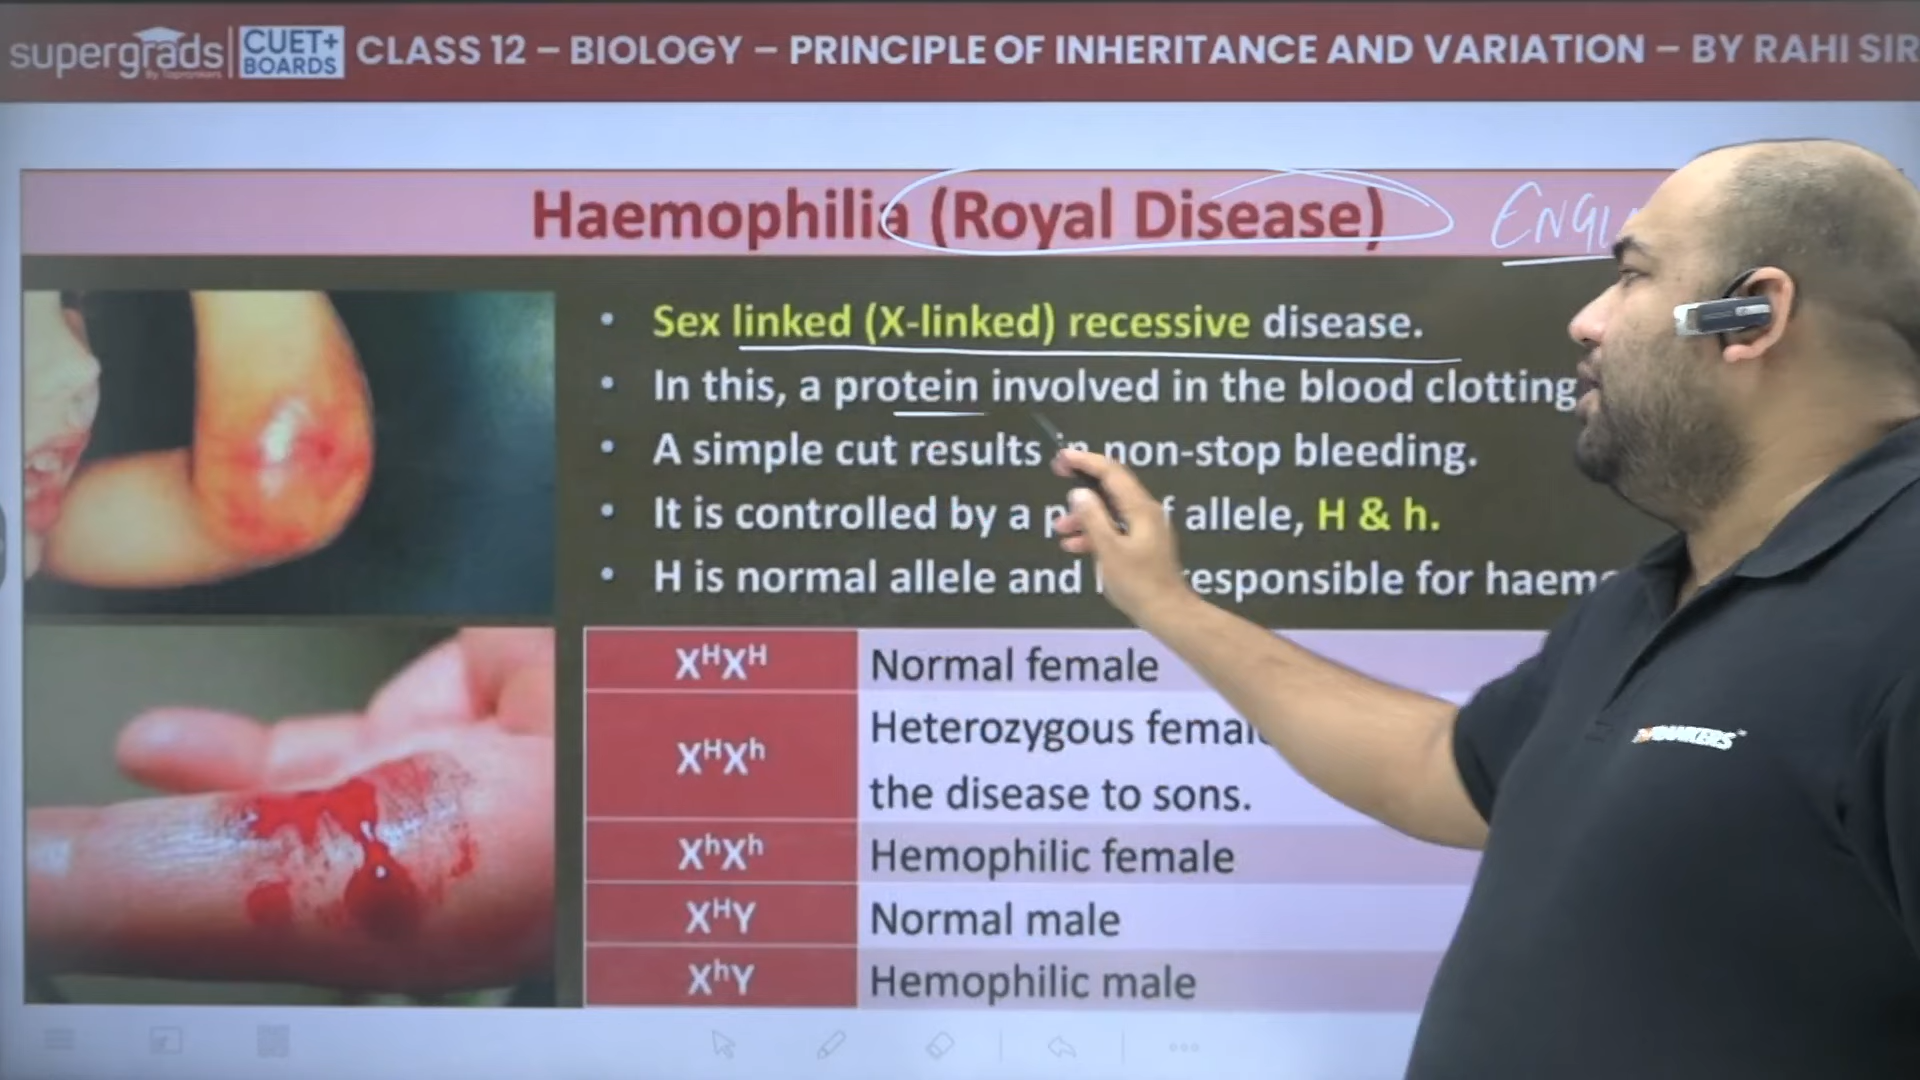 supergrads
By Toprankers
CUET+
BOARDS
CLASS 12 – BIOLOGY – PRINCIPLE OF INHERITANCE AND VARIATION – BY RAHI SIR
Haemophilia (Royal Disease)
• Sex linked (X-linked) recessive disease.
• In this, a protein involved in the blood clotting
• A simple cut results in non-stop bleeding.
• It is controlled by a allele, H & h.
• H is normal allele and responsible for
XᴴXᴴ Normal female
XᴴXʰ Heterozygous
the disease to sons.
XʰXʰ Hemophilic female
XᴴY Normal male
XʰY Hemophilic male